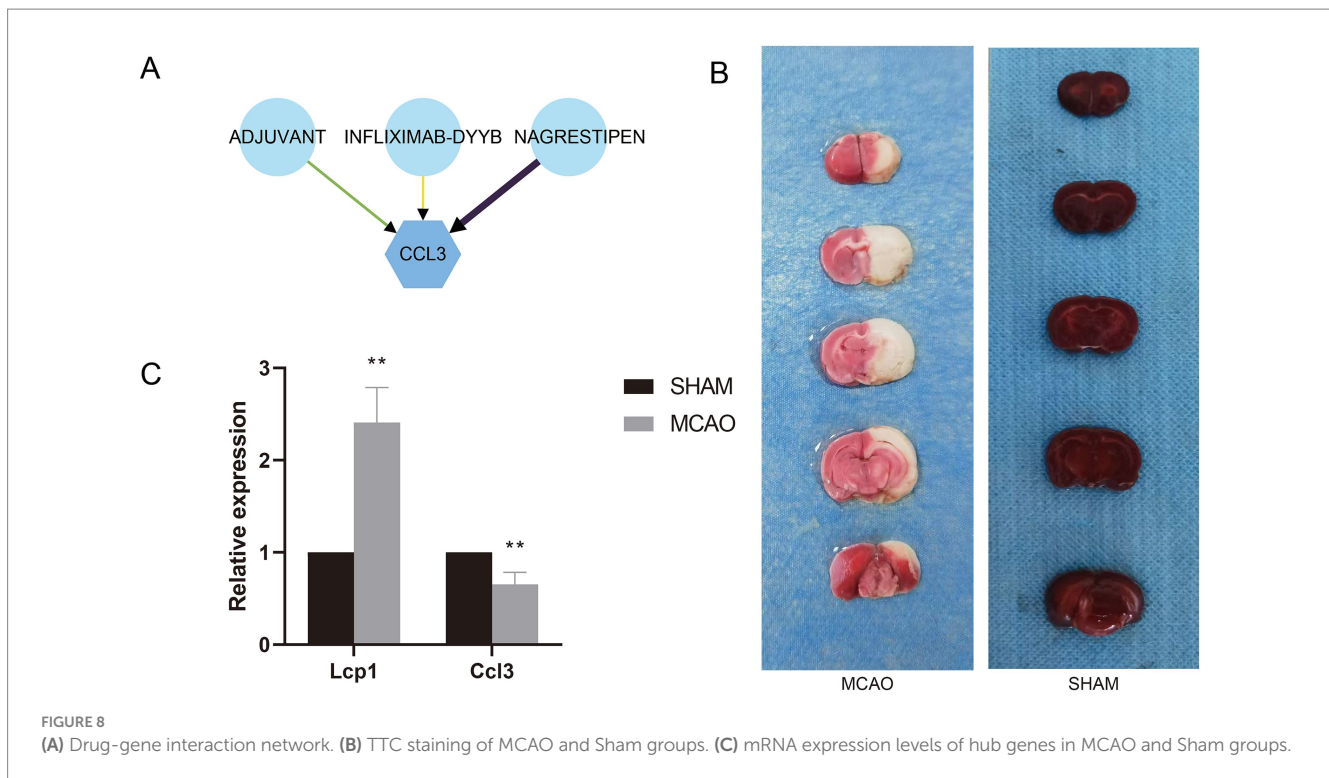 A
ADJUVANT
INFLIXIMAB-DYYB
NAGRESTIPEN
CCL3
B
MCAO
SHAM
C
Relative expression
3
2
1
0
**
**
Lcp1
Ccl3
SHAM
MCAO
FIGURE 8
(A) Drug-gene interaction network. (B) TTC staining of MCAO and Sham groups. (C) mRNA expression levels of hub genes in MCAO and Sham groups.